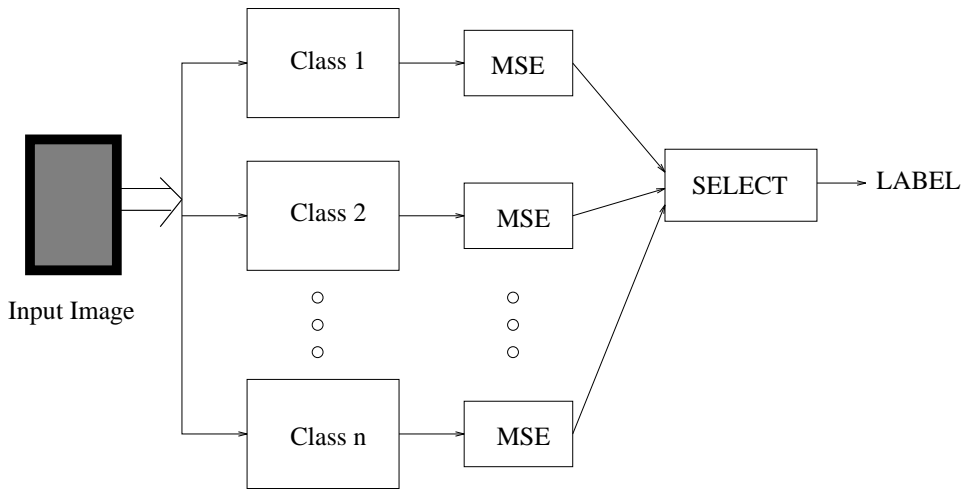 Class 1
MSE
SELECT
LABEL
Class 2
MSE
Input Image
Class n
MSE